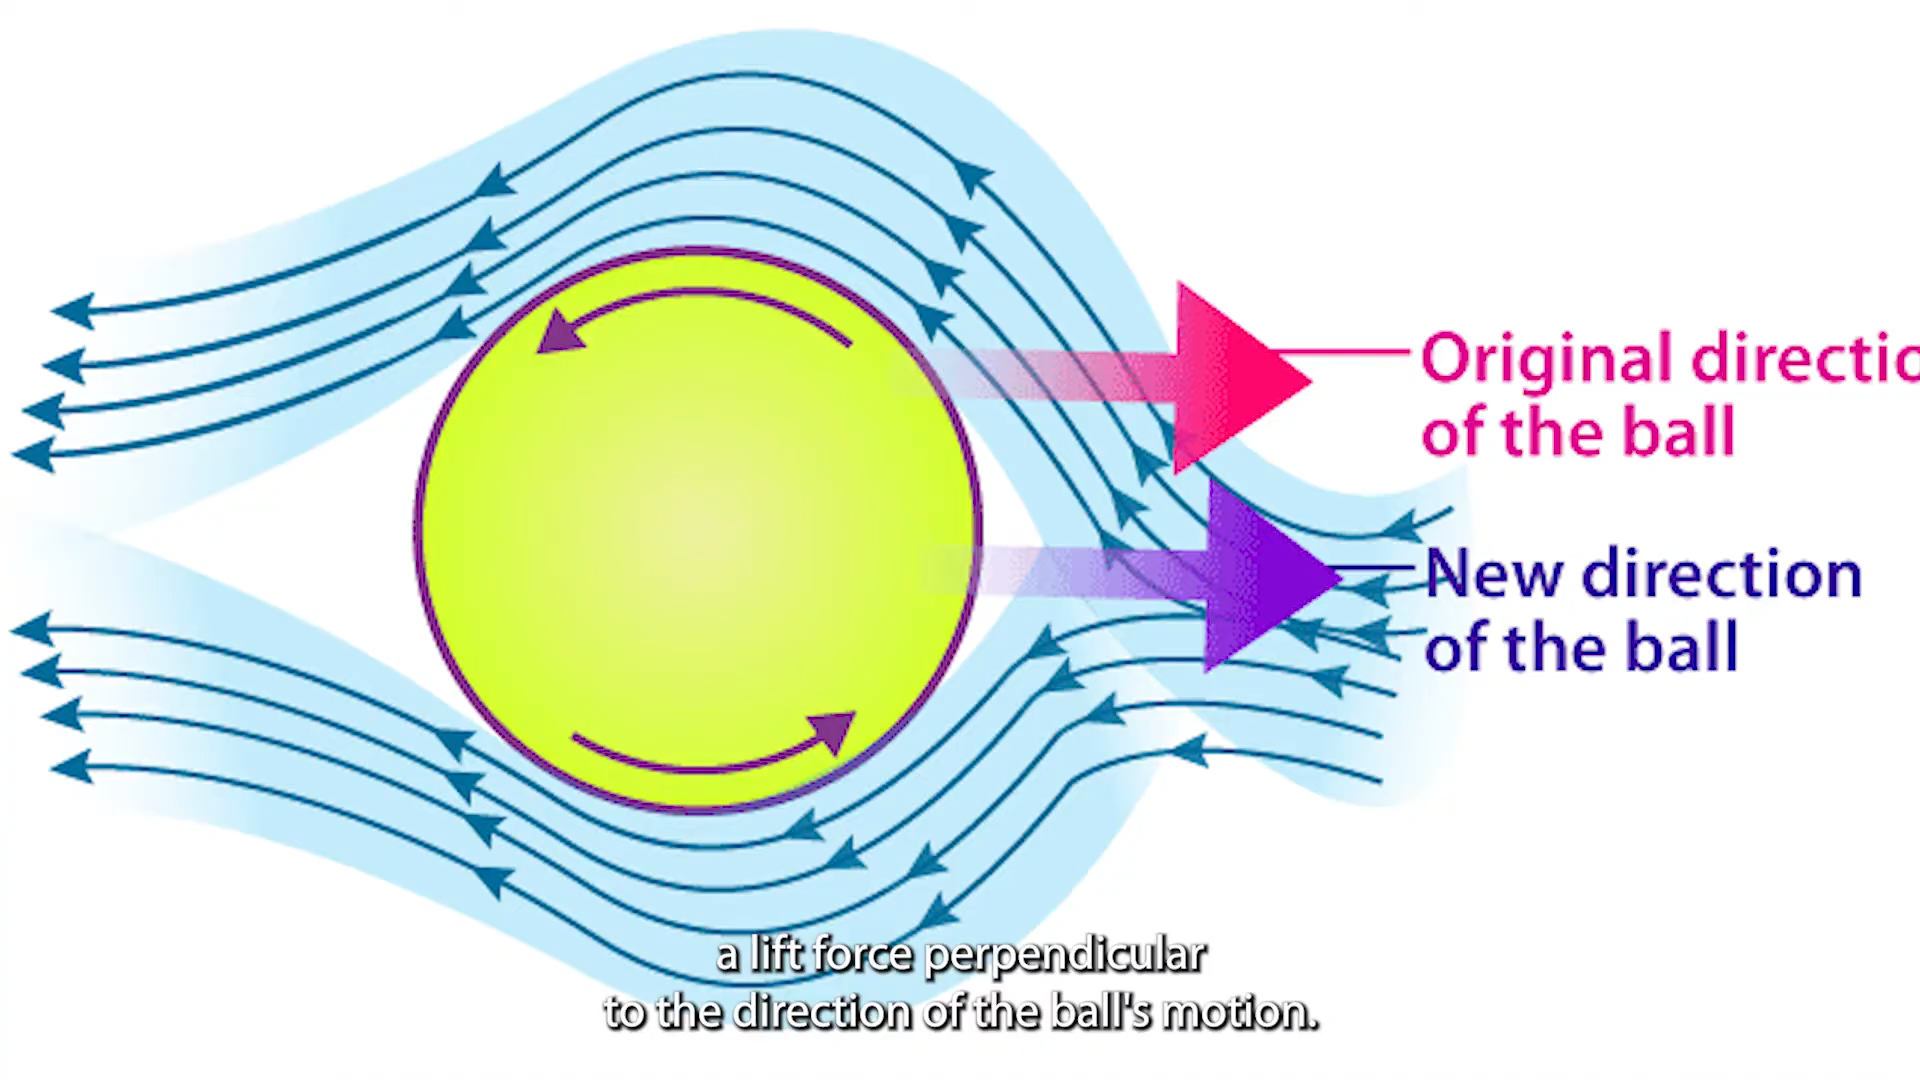 Original directio
of the ball
New direction
of the ball
a lift force perpendicular
to the direction of the ball's motion.